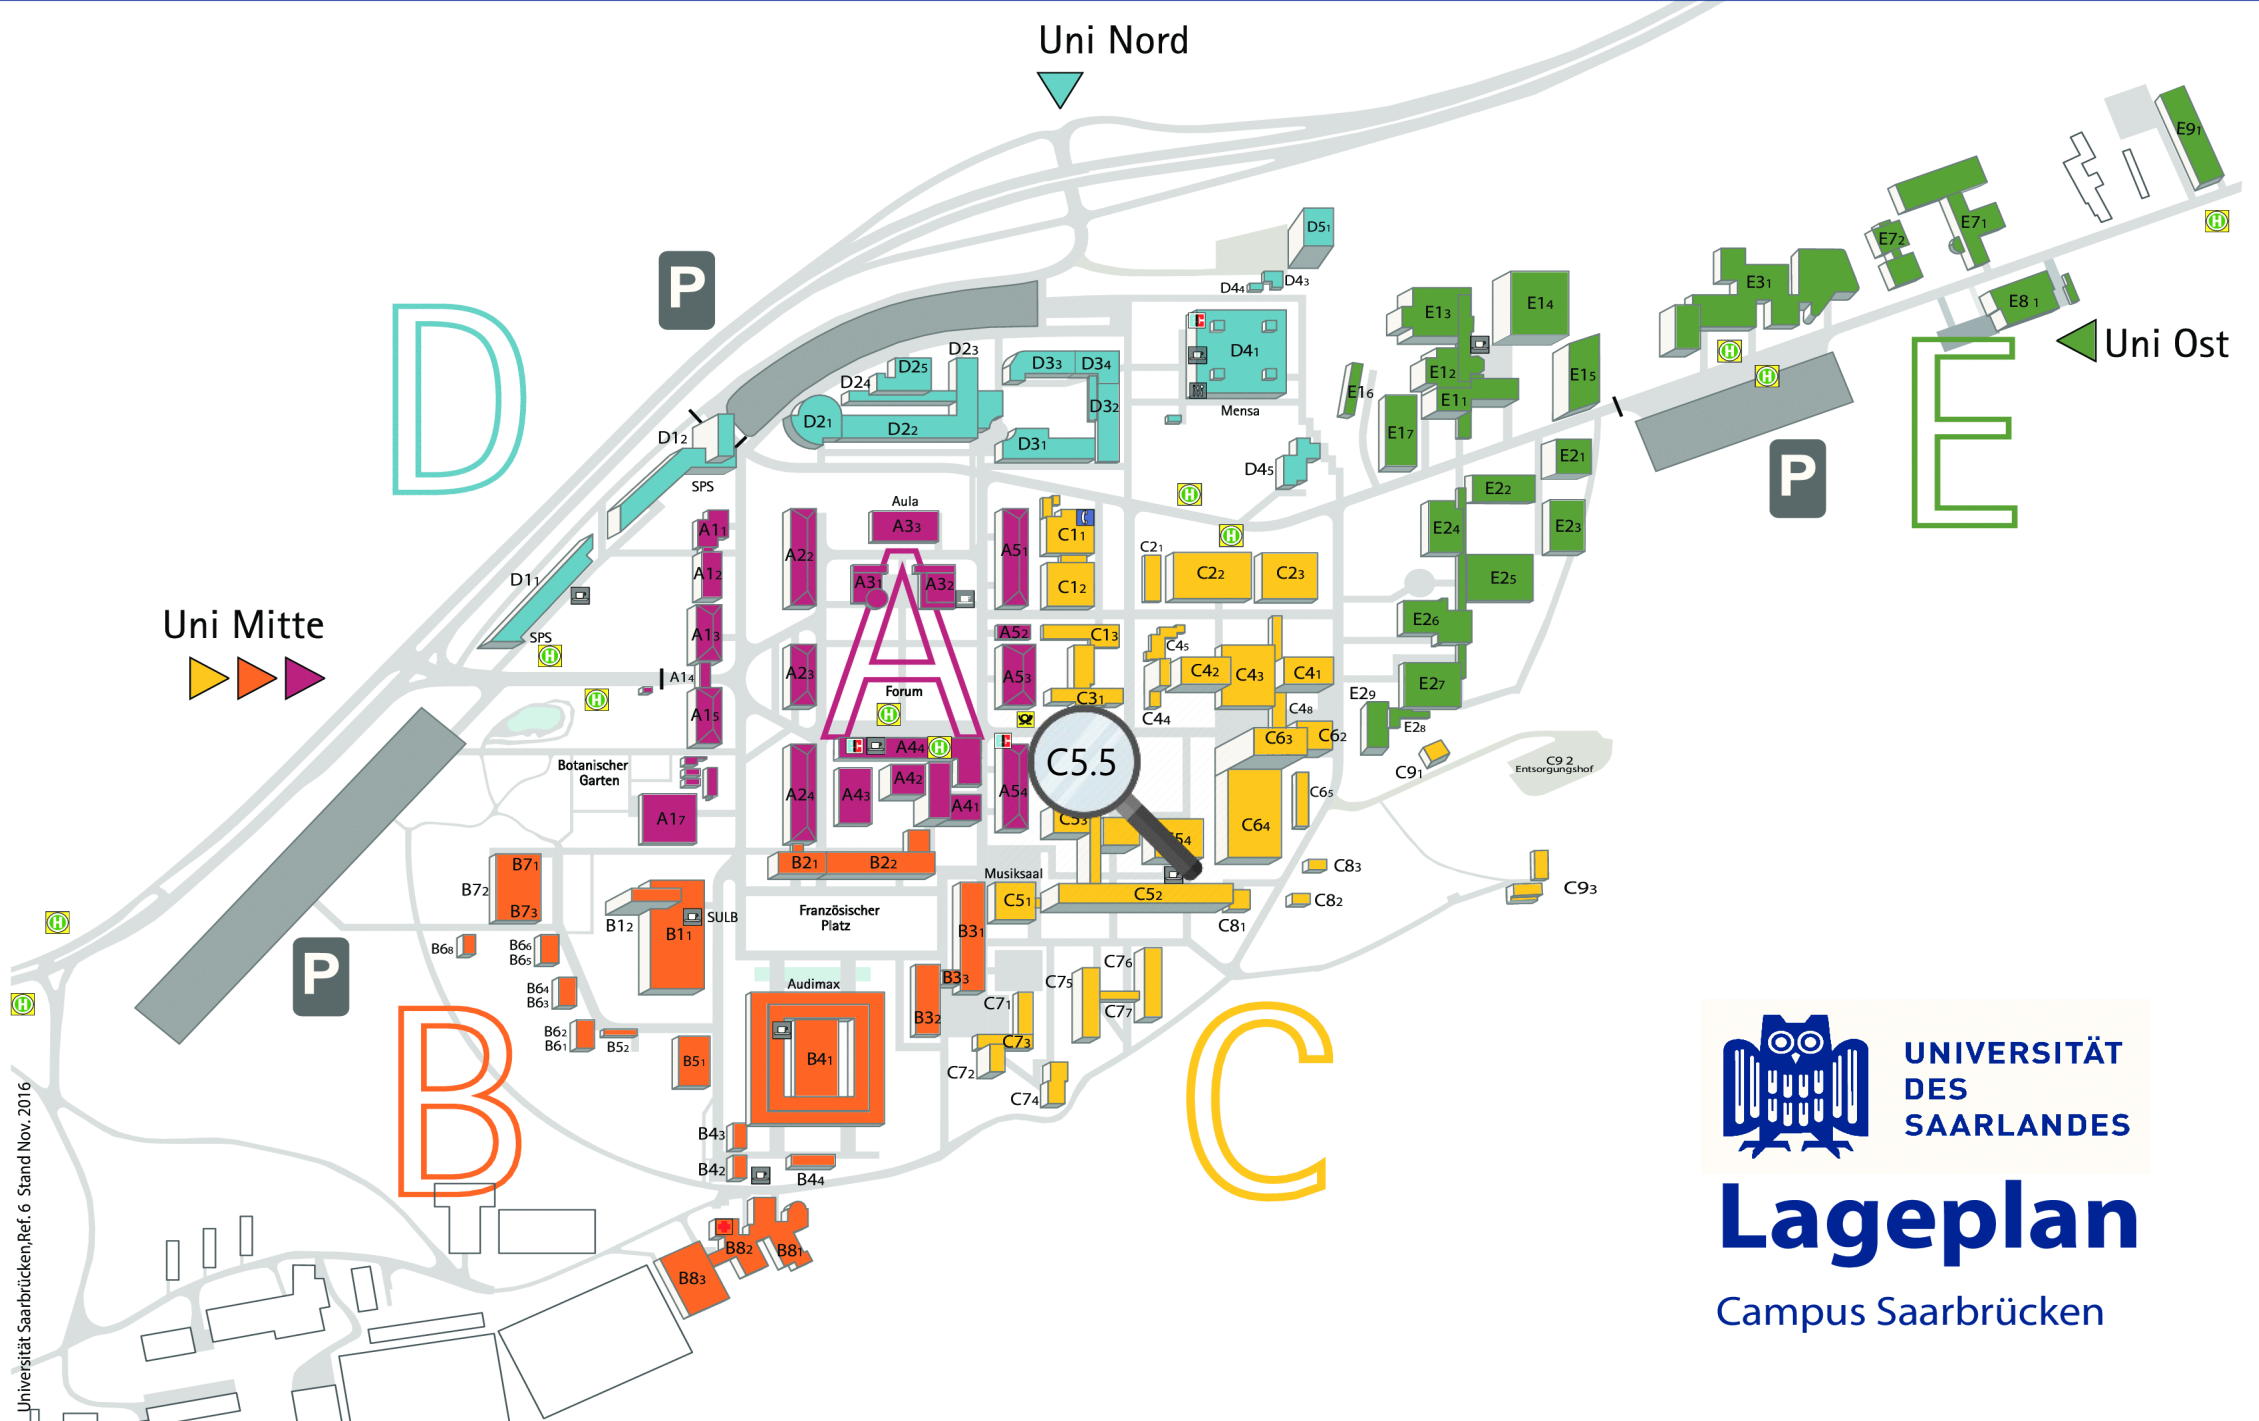 Uni Nord
E91
E71
E72
D51
E31
E8 1
D44
D43
P
E13
E14
Uni Ost
D
D23
D25
D24
D33
D34
D41
E12
E15
E16
E11
D32
D21
D22
Mensa
E
D12
D31
E17
P
SPS
D45
E21
E22
Aula
A33
A11
A22
A51
C11
E24
E23
C21
A12
A31
A32
C12
C22
C23
E25
D11
Uni Mitte
SPS
A13
A52
C13
C45
E26
A
A14
A23
A53
C42
C43
C41
E27
Forum
C31
E29
A15
C44
C48
E28
A44
C63
C62
C5.5
Botanischer
Garten
C91
C9 2
Entsorgungshof
A24
A43
A42
A41
A54
C65
A17
C53
54
C64
B71
B21
B22
C83
Musiksaal
B72
C52
C93
B73
SULB
Französischer
Platz
C51
C82
B12
B11
B31
C81
B68
B66
B65
P
Audimax
B33
C76
C75
B64
B63
C71
C77
B32
B62
B61
B52
B51
B41
C73
C72
B
C
C74
B43
B42
B44
B82
B81
B83
UNIVERSITÄT
DES
SAARLANDES
Lageplan
Campus Saarbrücken
Universität Saarbrücken,Ref. 6 Stand Nov. 2016